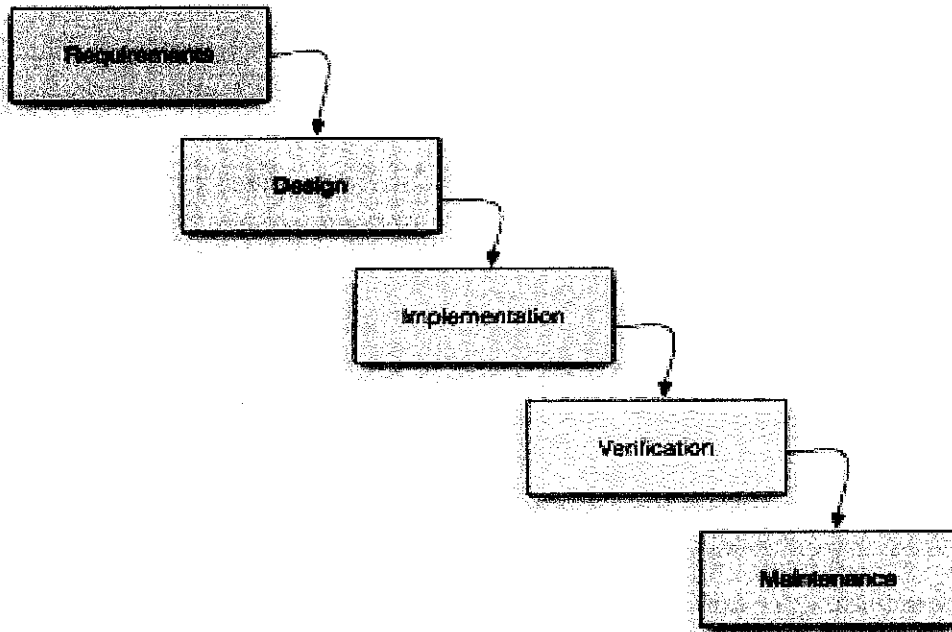 Requirements
Design
Implementation
Verification
Maintenance